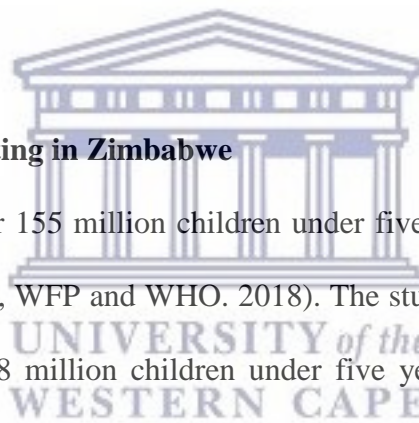 ing in Zimbabwe
155 million children under five
, WFP and WHO. 2018). The stu
UNIVERSITY of the
8 million children under five ye
WESTERN CAPE